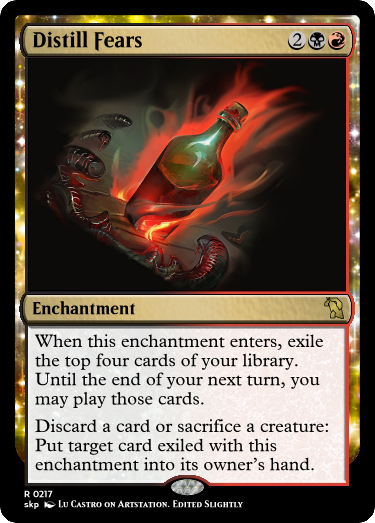 Distill Fears
2
Enchantment
When this enchantment enters, exile
the top four cards of your library.
Until the end of your next turn, you
may play those cards.
Discard a card or sacrifice a creature:
Put target card exiled with this
enchantment into its owner's hand.
R 0217
skp Lu Castro on Artstation. Edited Slightly